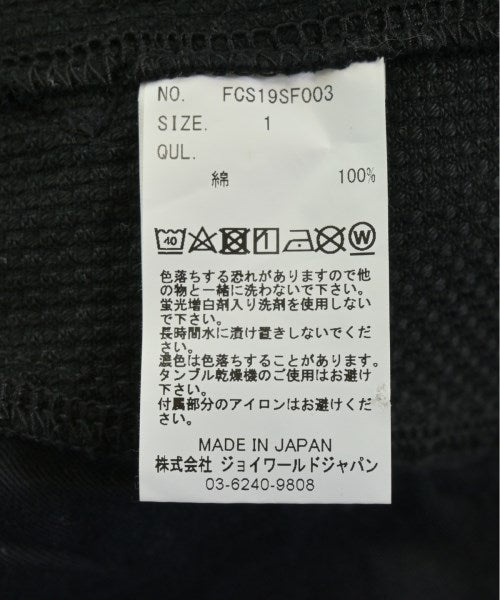 NO. FCS19SF003
SIZE. 1
QUL.
綿 100%
40 W
色落ちする恐れがありますので他
の物と一緒に洗わないで下さい。
蛍光増白剤入り洗剤を使用しない
で下さい。
長時間水に漬け置きしないでくだ
さい。
濃色は色落ちすることがあります。
タンブル乾燥機のご使用はお避け
下さい。
付属部分のアイロンはお避けくだ
さい。
MADE IN JAPAN
株式会社 ジョイワールドジャパン
03-6240-9808